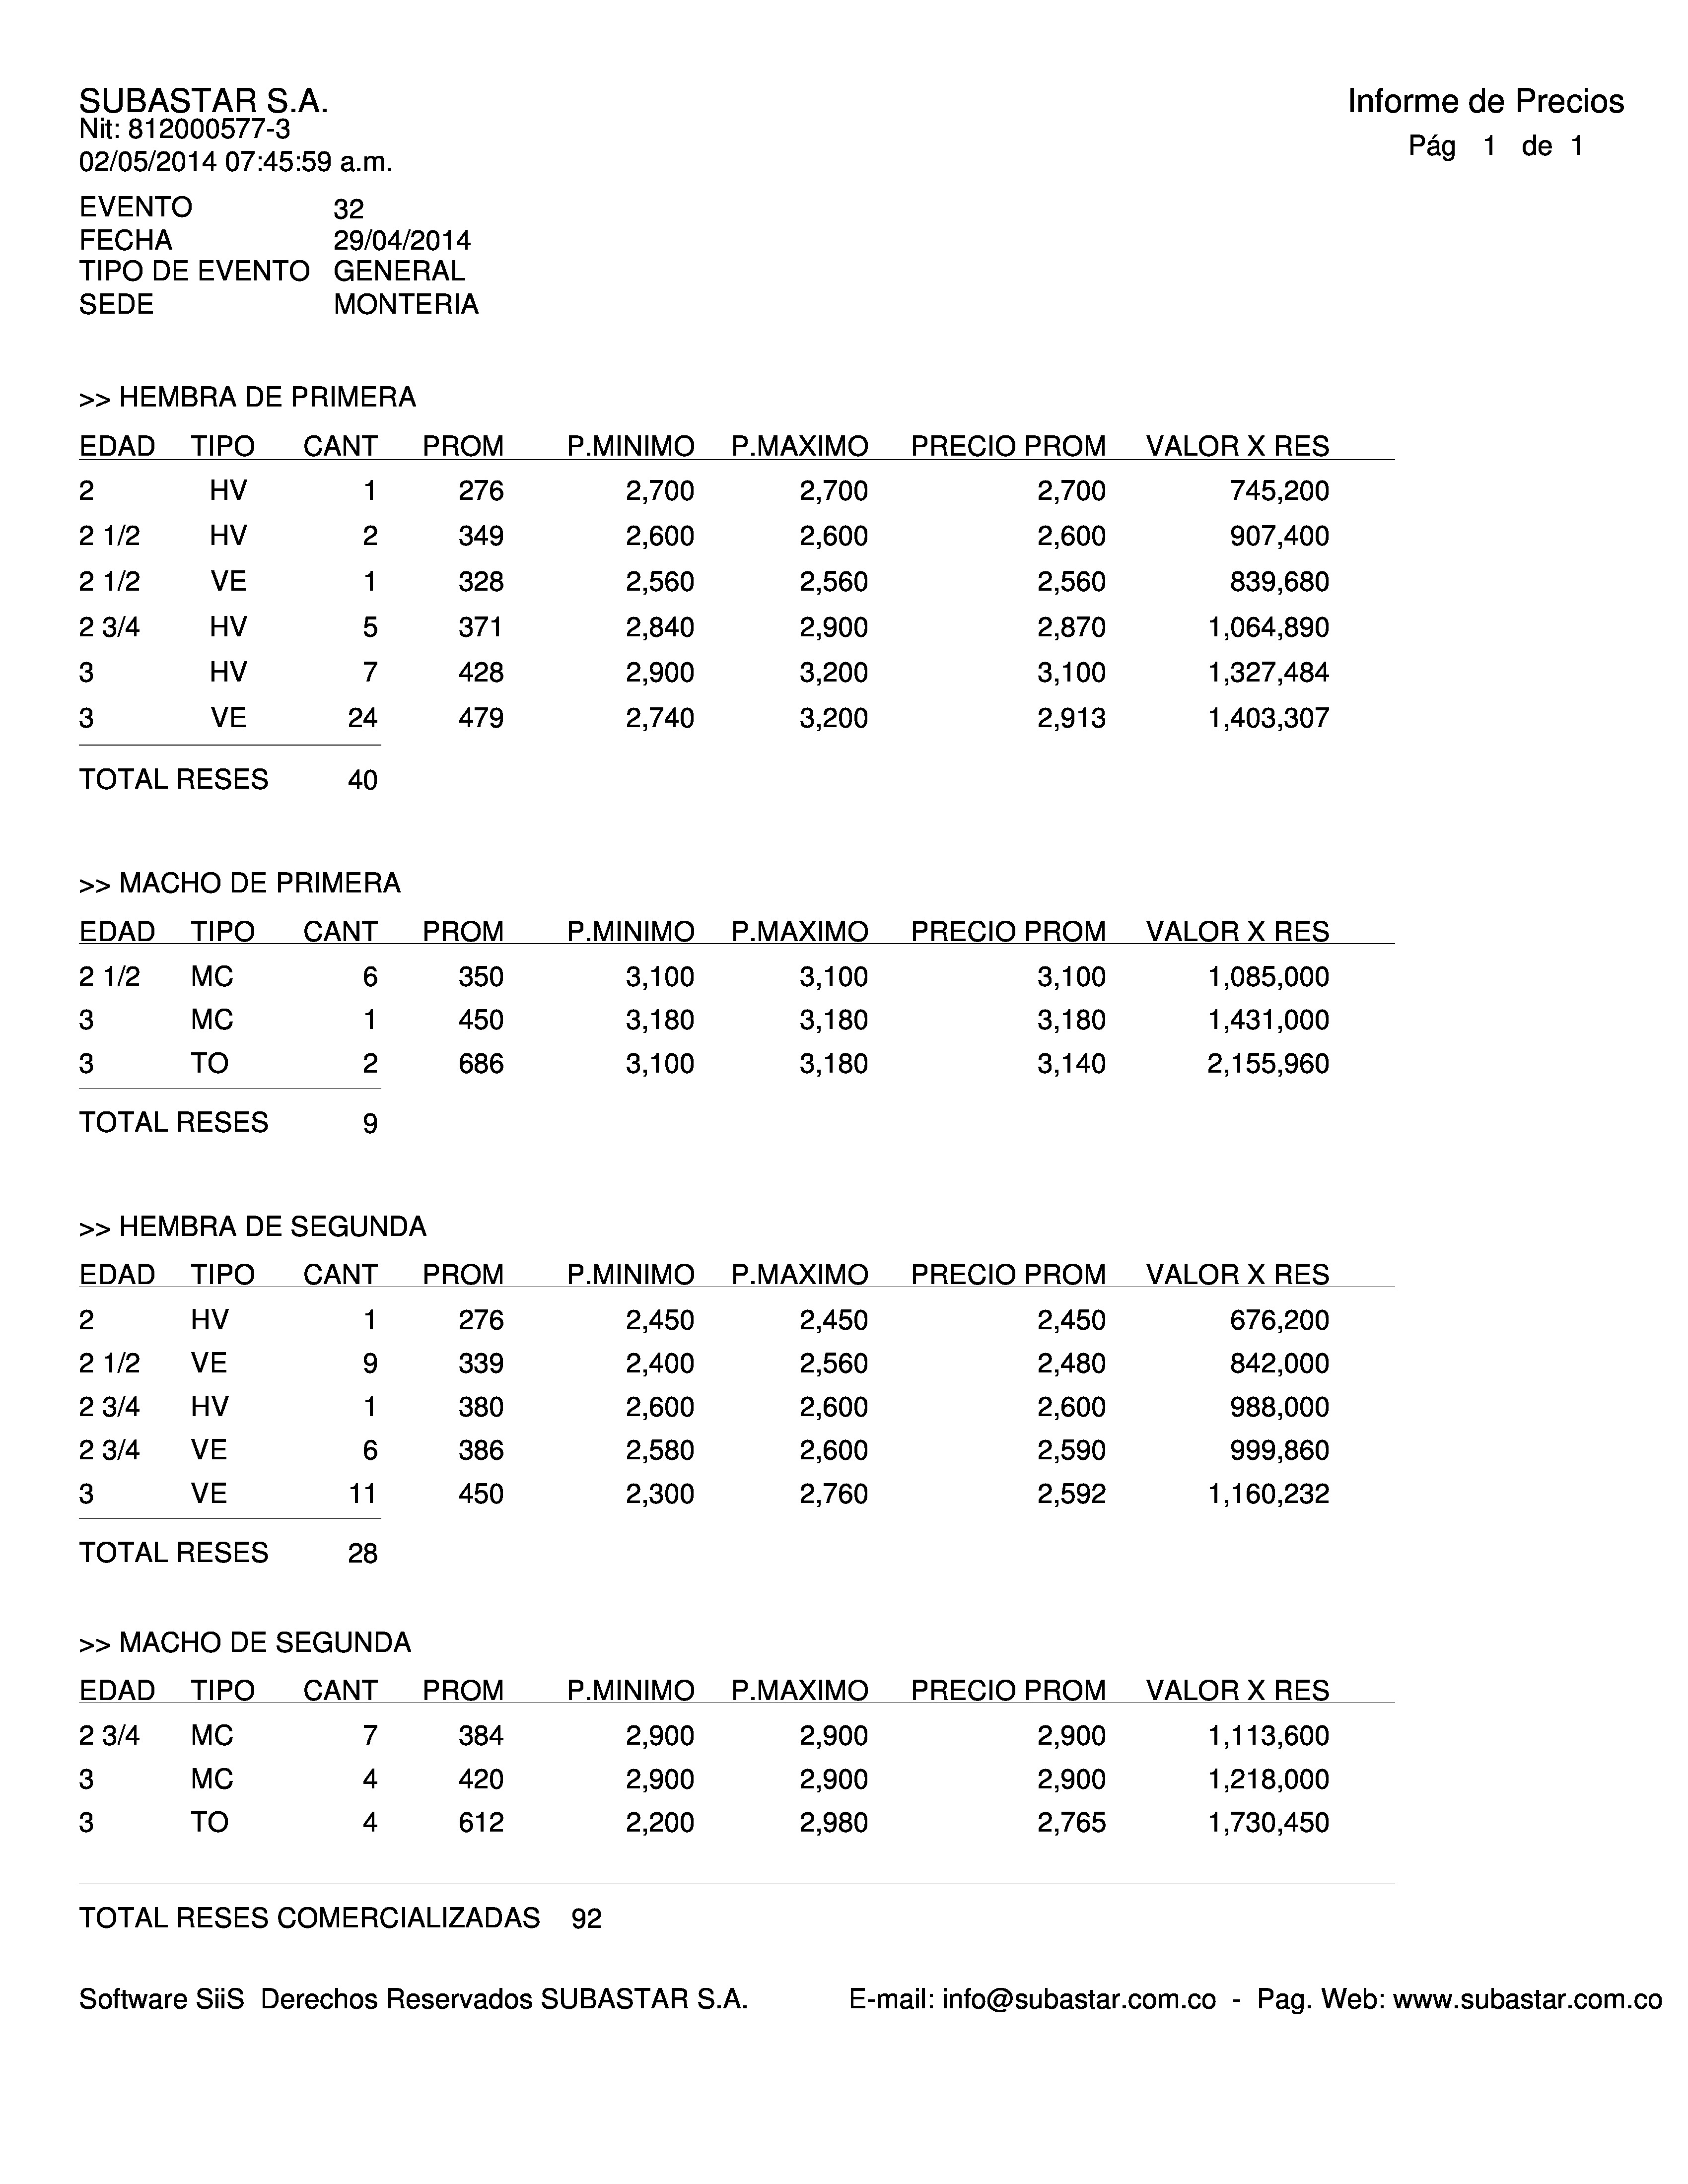 SUBASTAR S.A. Informe de Precios
Nit: 812000577-3
Pág 1 de 1
02/05/2014 07:45:59 a.m.
EVENTO 32
FECHA 29/04/2014
TIPO DE EVENTO GENERAL
SEDE MONTERIA
>> HEMBRA DE PRIMERA
EDAD TIPO CANT PROM P.MINIMO P.MAXIMO PRECIO PROM VALOR X RES
2 HV 1 276 2,700 2,700 2,700 745,200
2 1/2 HV 2 349 2,600 2,600 2,600 907,400
2 1/2 VE 1 328 2,560 2,560 2,560 839,680
2 3/4 HV 5 371 2,840 2,900 2,870 1,064,890
3 HV 7 428 2,900 3,200 3,100 1,327,484
3 VE 24 479 2,740 3,200 2,913 1,403,307
TOTAL RESES 40
>> MACHO DE PRIMERA
EDAD TIPO CANT PROM P.MINIMO P.MAXIMO PRECIO PROM VALOR X RES
2 1/2 MC 6 350 3,100 3,100 3,100 1,085,000
3 MC 1 450 3,180 3,180 3,180 1,431,000
3 TO 2 686 3,100 3,180 3,140 2,155,960
TOTAL RESES 9
>> HEMBRA DE SEGUNDA
EDAD TIPO CANT PROM P.MINIMO P.MAXIMO PRECIO PROM VALOR X RES
2 HV 1 276 2,450 2,450 2,450 676,200
2 1/2 VE 9 339 2,400 2,560 2,480 842,000
2 3/4 HV 1 380 2,600 2,600 2,600 988,000
2 3/4 VE 6 386 2,580 2,600 2,590 999,860
3 VE 11 450 2,300 2,760 2,592 1,160,232
TOTAL RESES 28
>> MACHO DE SEGUNDA
EDAD TIPO CANT PROM P.MINIMO P.MAXIMO PRECIO PROM VALOR X RES
2 3/4 MC 7 384 2,900 2,900 2,900 1,113,600
3 MC 4 420 2,900 2,900 2,900 1,218,000
3 TO 4 612 2,200 2,980 2,765 1,730,450
TOTAL RESES COMERCIALIZADAS 92
Software SiiS Derechos Reservados SUBASTAR S.A. E-mail: info@subastar.com.co - Pag. Web: www.subastar.com.co